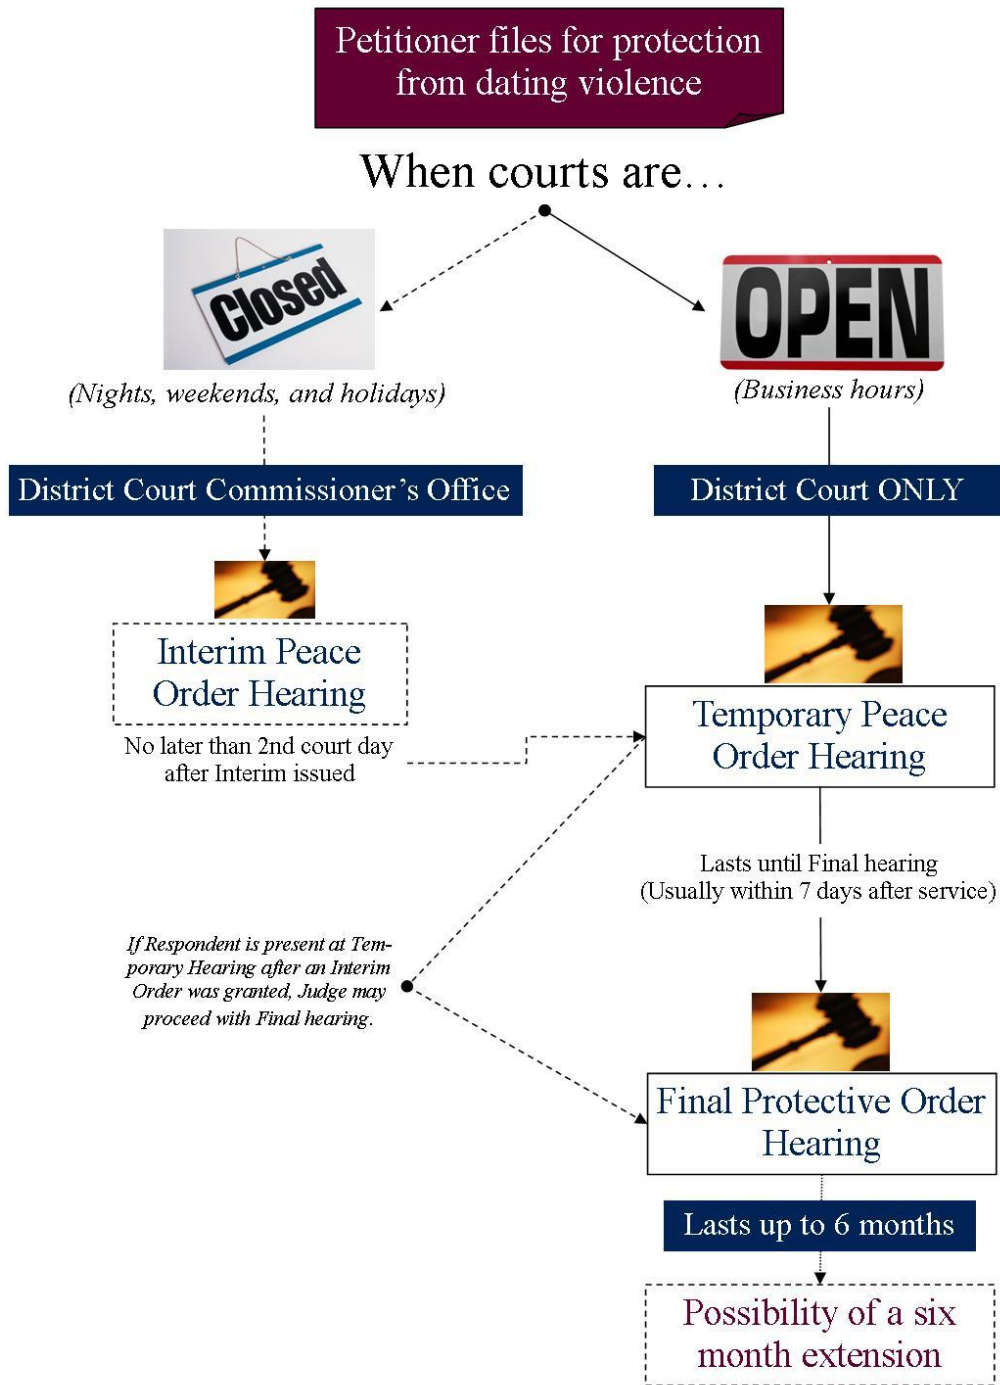 Petitioner files for protection
from dating violence
When courts are…
Closed
OPEN
(Nights, weekends, and holidays)
(Business hours)
District Court Commissioner’s Office
District Court ONLY
Interim Peace
Order Hearing
No later than 2nd court day
after Interim issued
Temporary Peace
Order Hearing
Lasts until Final hearing
(Usually within 7 days after service)
If Respondent is present at Tem-
porary Hearing after an Interim
Order was granted, Judge may
proceed with Final hearing.
Final Protective Order
Hearing
Lasts up to 6 months
Possibility of a six
month extension